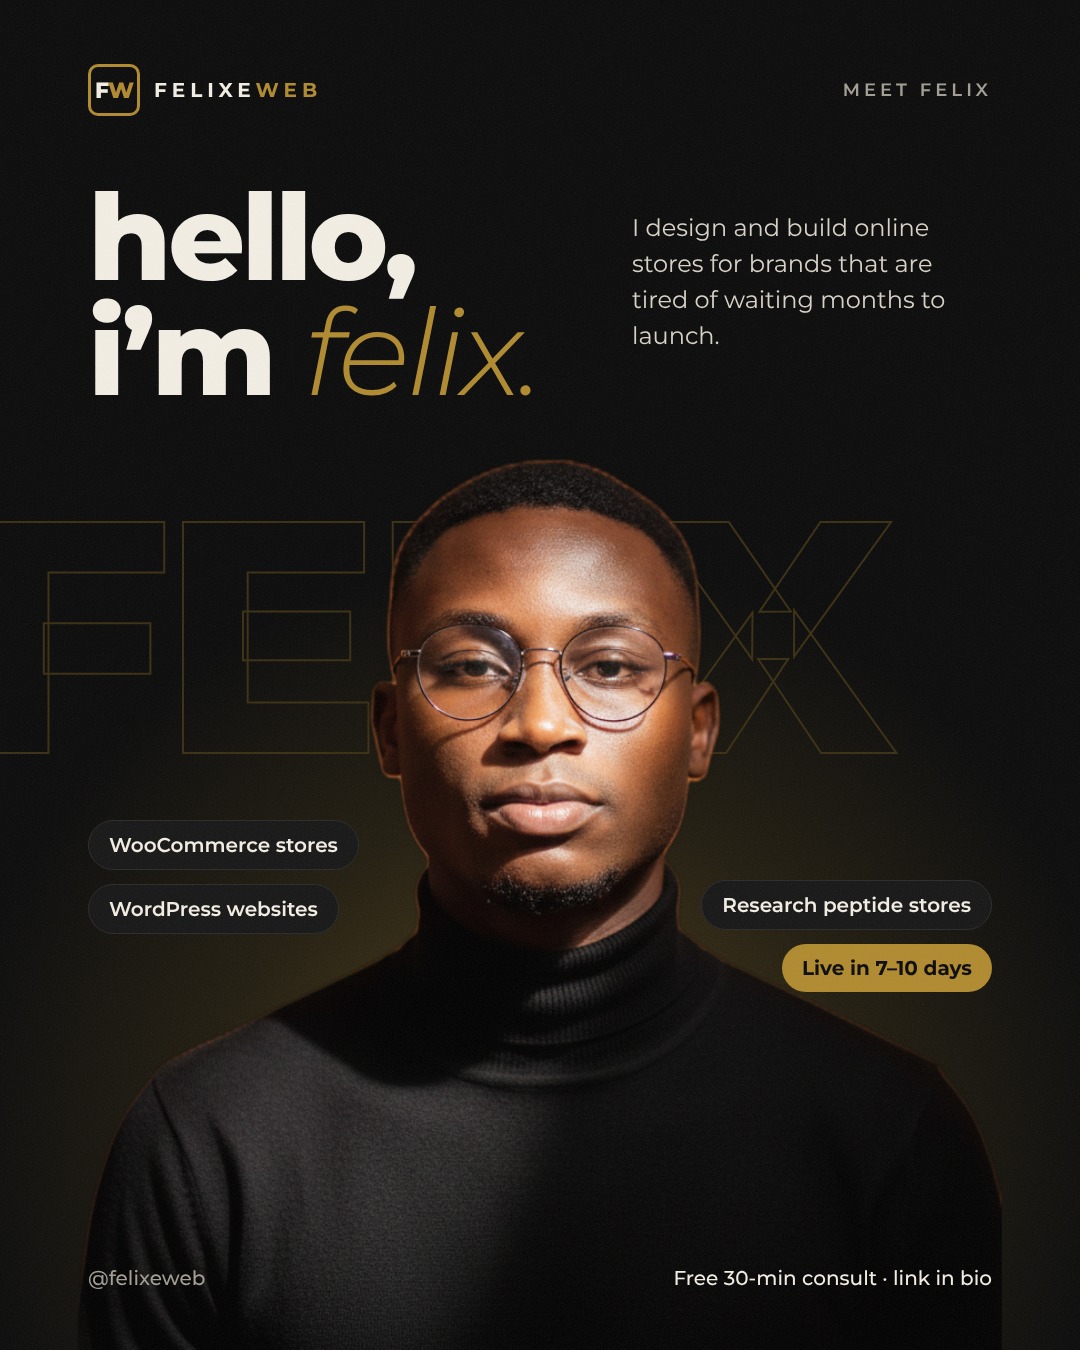 FW FELIXEWEB
MEET FELIX
hello,
i’m felix.
I design and build online
stores for brands that are
tired of waiting months to
launch.
FELIX
WooCommerce stores
WordPress websites
Research peptide stores
Live in 7–10 days
@felixeweb
Free 30-min consult · link in bio